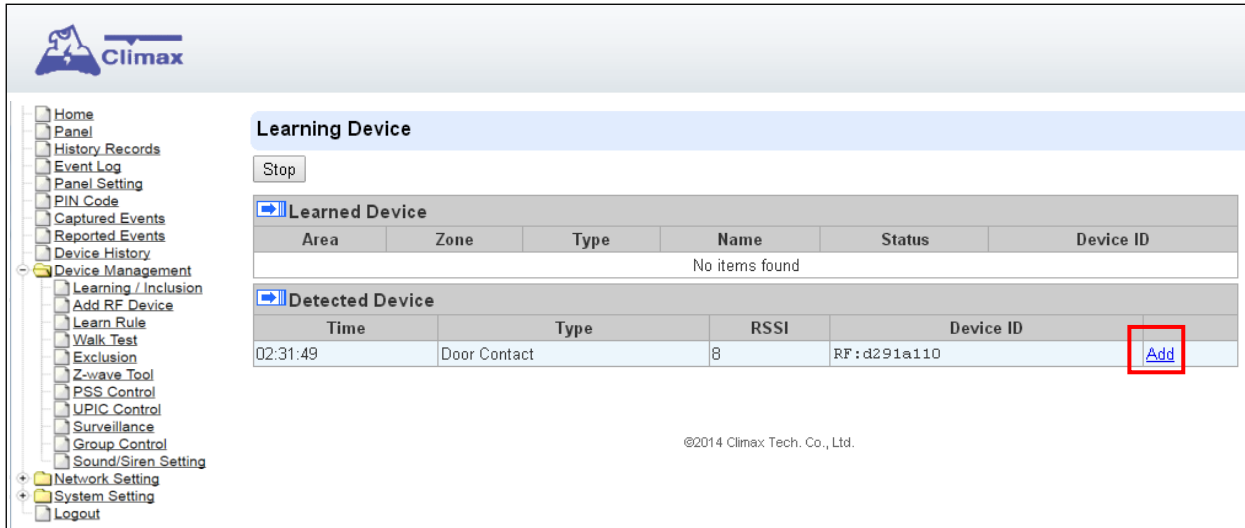 Climax
Home
Panel
History Records
Event Log
Panel Setting
PIN Code
Captured Events
Reported Events
Device History
Device Management
Learning / Inclusion
Add RF Device
Learn Rule
Walk Test
Exclusion
Z-wave Tool
PSS Control
UPIC Control
Surveillance
Group Control
Sound/Siren Setting
Network Setting
System Setting
Logout
Learning Device
Stop
Learned Device
Area Zone Type Name Status Device ID
No items found
Detected Device
Time Type RSSI Device ID
02:31:49 Door Contact 8 RF:d291a110 Add
©2014 Climax Tech. Co., Ltd.